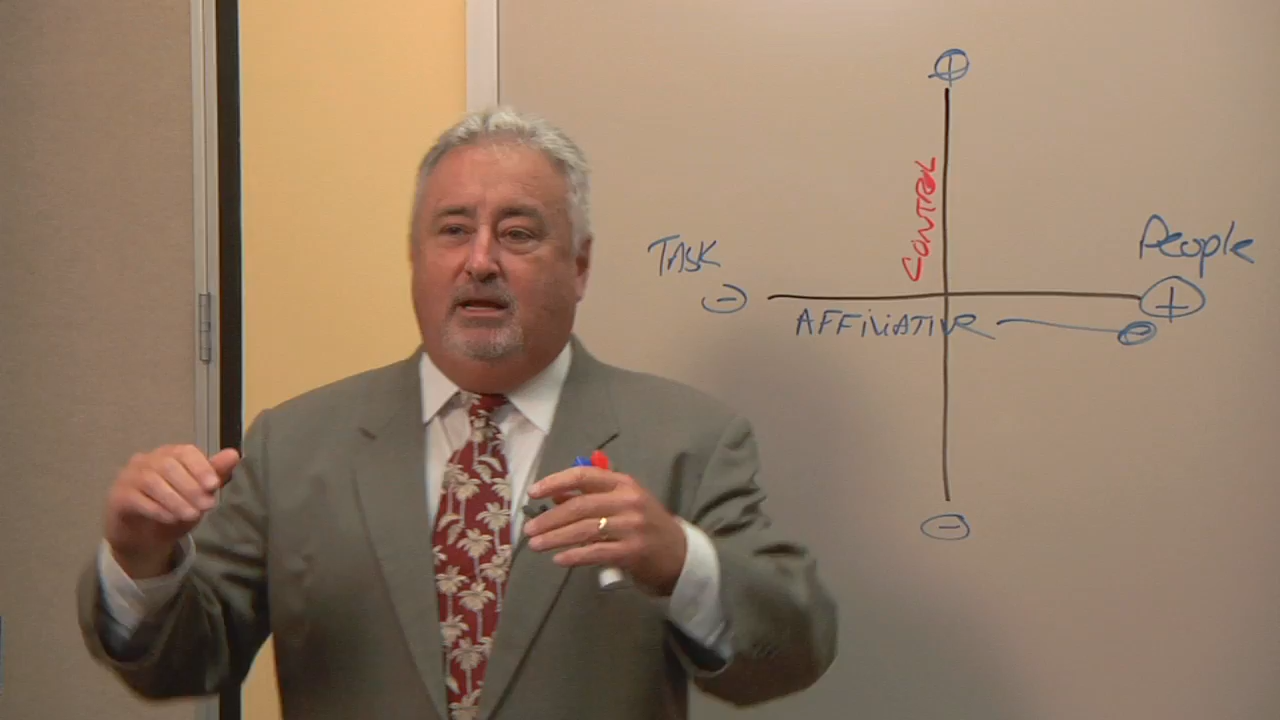 +
CONTROL
TASK
People
-
+
AFFiliATIVE
-
-